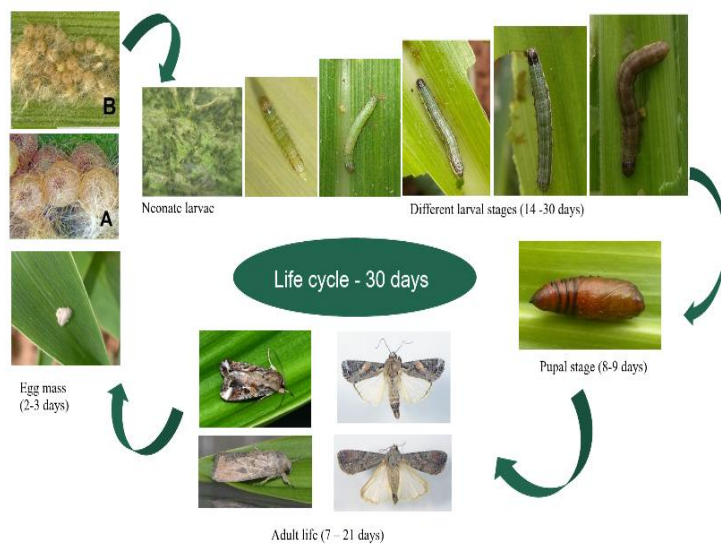 B
A
Neonate larvae
Different larval stages (14 -30 days)
Life cycle - 30 days
Pupal stage (8-9 days)
Egg mass
(2-3 days)
Adult life (7 – 21 days)